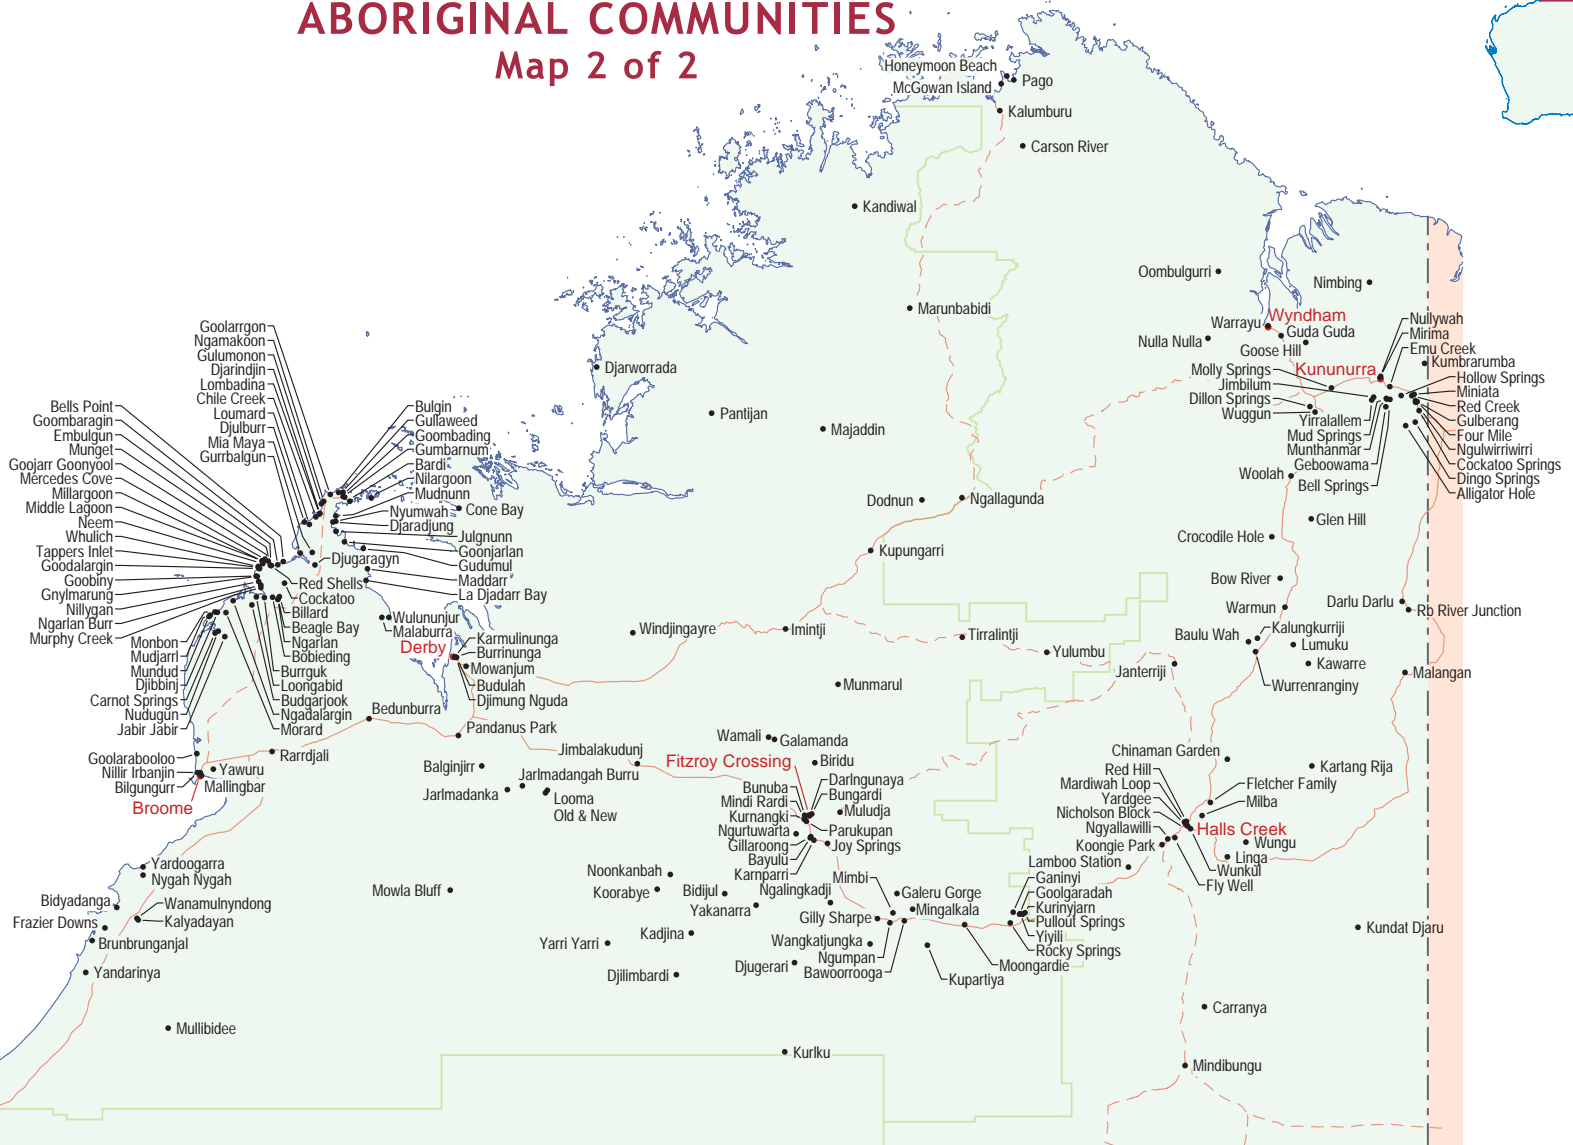 ABORIGINAL COMMUNITIES
Map 2 of 2
Honeymoon Beach
Pago
McGowan Island
Kalumburu
Carson River
Kandiwal
Oombulgurri
Nimbing
Marunbabidi
Warrayu
Wyndham
Guda Guda
Nulla Nulla
Goose Hill
Nullywah
Mirima
Emu Creek
Kumbrarumba
Molly Springs
Kununurra
Hollow Springs
Jimbilum
Miniata
Dillon Springs
Red Creek
Wuggun
Gulberang
Yirralallem
Four Mile
Mud Springs
Ngulwirriwirri
Munthanmar
Cockatoo Springs
Geboowama
Dingo Springs
Woolah
Bell Springs
Alligator Hole
Glen Hill
Crocodile Hole
Bow River
Warmun
Darlu Darlu
Rb River Junction
Kalungkurriji
Baulu Wah
Lumuku
Kawarre
Wurrenranginy
Malangan
Janterriji
Djarworrada
Pantijan
Majaddin
Dodnun
Ngallagunda
Kupungarri
Windjingayre
Imintji
Tirralintji
Yulumbu
Munmarul
Goolarrgon
Ngamakoon
Gulumonon
Djarindjin
Lombadina
Chile Creek
Loumard
Djulburr
Mia Maya
Gurrbalgun
Bells Point
Goombaragin
Embulgun
Munget
Goojarr Goonyool
Mercedes Cove
Millargoon
Middle Lagoon
Neem
Whulich
Tappers Inlet
Goodalargin
Goobiny
Gnylmarung
Nillygan
Ngarlan Burr
Murphy Creek
Monbon
Mudjarrl
Mundud
Djibbinj
Carnot Springs
Nudugun
Jabir Jabir
Bulgin
Gullaweed
Goombading
Gumbarnum
Bardi
Nilargoon
Mudnunn
Nyumwah
Cone Bay
Djaradjung
Julgnunn
Goonjarlan
Djugaragyn
Gudumul
Maddarr
La Djadarr Bay
Red Shells
Cockatoo
Billard
Beagle Bay
Ngarlan
Bobieding
Burrguk
Loongabid
Budgarjook
Ngadalargin
Morard
Wulununjur
Malaburra
Derby
Karmulinunga
Burrinunga
Mowanjum
Budulah
Djimung Nguda
Bedunburra
Pandanus Park
Goolarabooloo
Rarrdjali
Nillir Irbanjin
Yawuru
Bilgungurr
Mallingbar
Broome
Balginjirr
Jimbalakudunj
Jarlmadangah Burru
Jarlmadanka
Looma
Old & New
Wamali
Galamanda
Fitzroy Crossing
Biridu
Bunuba
Darlngunaya
Mindi Rardi
Bungardi
Kurnangki
Muludja
Ngurtuwarta
Parukupan
Gillaroong
Joy Springs
Bayulu
Karnparri
Noonkanbah
Koorabye
Bidijul
Ngalingkadji
Mimbi
Yakanarra
Galeru Gorge
Gilly Sharpe
Mingalkala
Mowla Bluff
Yarri Yarri
Kadjina
Wangkatjungka
Ngumpan
Djilimbardi
Djugerari
Bawoorrooga
Kupartiya
Moongardie
Lamboo Station
Ganinyi
Goolgaradah
Kurinyjarn
Pullout Springs
Yiyili
Rocky Springs
Chinaman Garden
Red Hill
Mardiwah Loop
Yardgee
Nicholson Block
Ngyallawilli
Koongie Park
Kartang Rija
Fletcher Family
Milba
Halls Creek
Wungu
Linga
Wunkul
Fly Well
Yardoogarra
Nygah Nygah
Bidyadanga
Wanamulnyndong
Frazier Downs
Kalyadayan
Brunbrunganjal
Yandarinya
Mullibidee
Kurlku
Kundat Djaru
Carranya
Mindibungu